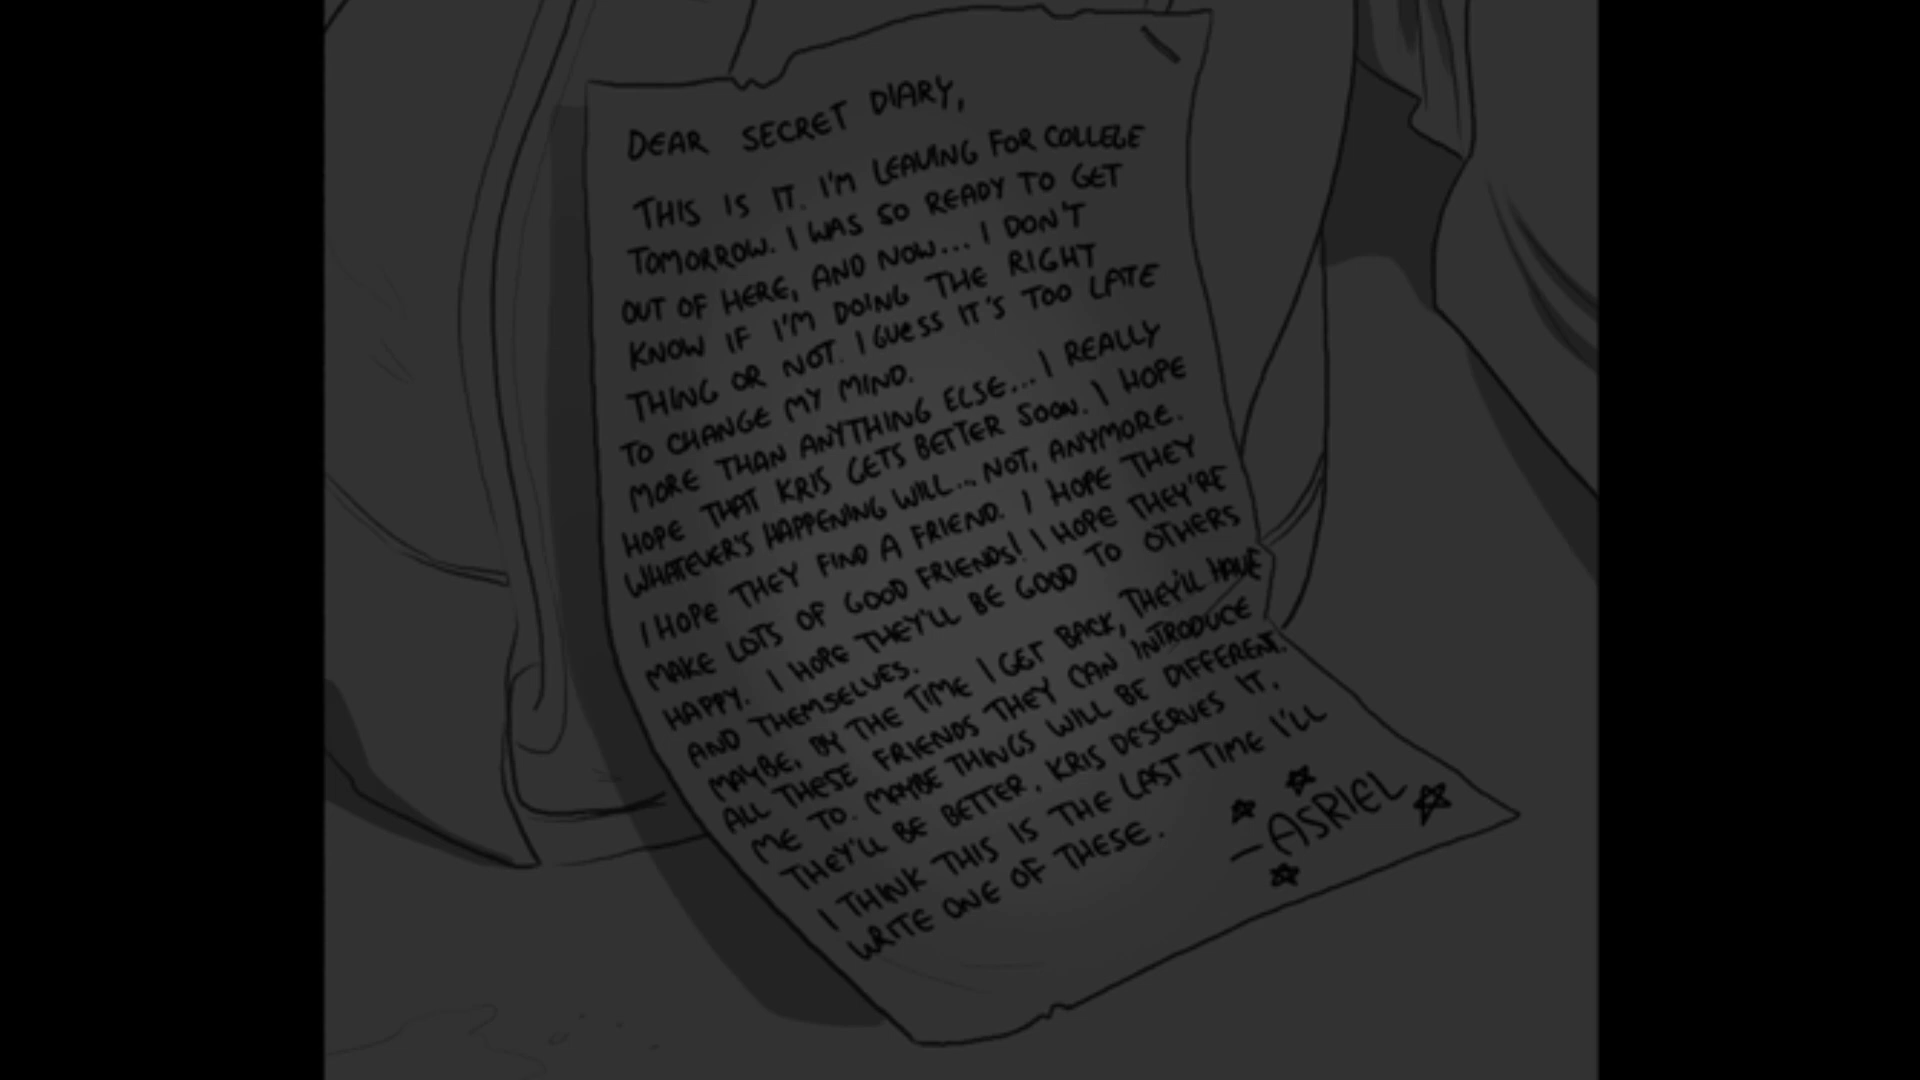 DEAR SECRET DIARY,
THIS IS IT. I'M LEAVING FOR COLLEGE
TOMORROW. I WAS SO READY TO GET
OUT OF HERE, AND NOW... I DON'T
KNOW IF I'M DOING THE RIGHT
THING OR NOT. I GUESS IT'S TOO LATE
TO CHANGE MY MIND.
MORE THAN ANYTHING ELSE... I REALLY
HOPE THAT KRIS GETS BETTER SOON. I HOPE
WHATEVER'S HAPPENING WILL... NOT, ANYMORE.
I HOPE THEY FIND A FRIEND. I HOPE THEY
MAKE LOTS OF GOOD FRIENDS! I HOPE THEY'RE
HAPPY. I HOPE THEY'LL BE GOOD TO OTHERS
AND THEMSELVES.
MAYBE, BY THE TIME I GET BACK, THEY'LL HAVE
ALL THESE FRIENDS THEY CAN INTRODUCE
ME TO. MAYBE THINGS WILL BE DIFFERENT.
THEY'LL BE BETTER. KRIS DESERVES IT.
I THINK THIS IS THE LAST TIME I'LL
WRITE ONE OF THESE.
—ASRIEL